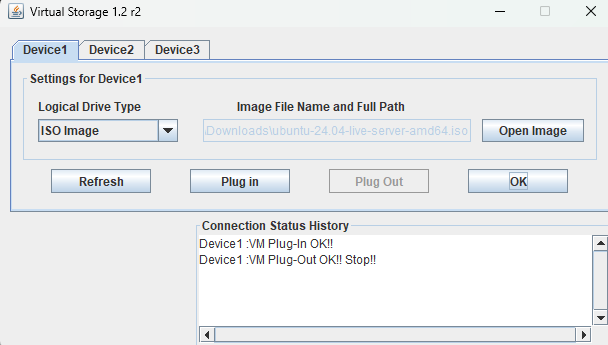 Virtual Storage 1.2 r2
Device1 Device2 Device3
Settings for Device1
Logical Drive Type Image File Name and Full Path
ISO Image .Downloads\ubuntu-24.04-live-server-amd64.iso Open Image
Refresh Plug in Plug Out OK
Connection Status History
Device1 :VM Plug-In OK!!
Device1 :VM Plug-Out OK!! Stop!!